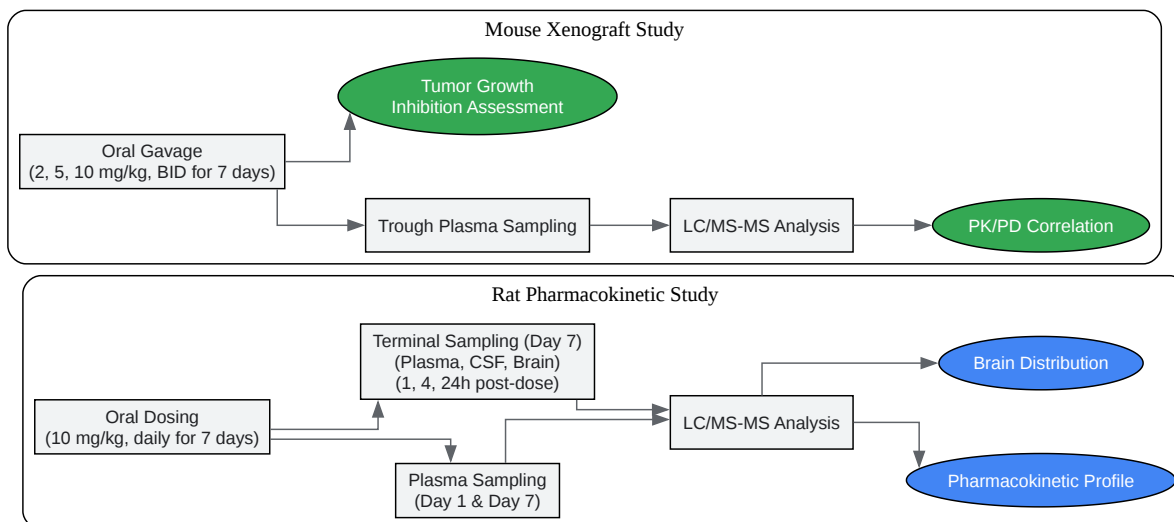 Mouse Xenograft Study
Tumor Growth
Inhibition Assessment
Oral Gavage
(2, 5, 10 mg/kg, BID for 7 days)
Trough Plasma Sampling
LC/MS-MS Analysis
PK/PD Correlation
Rat Pharmacokinetic Study
Terminal Sampling (Day 7)
(Plasma, CSF, Brain)
(1, 4, 24h post-dose)
Brain Distribution
Oral Dosing
(10 mg/kg, daily for 7 days)
LC/MS-MS Analysis
Plasma Sampling
(Day 1 & Day 7)
Pharmacokinetic Profile